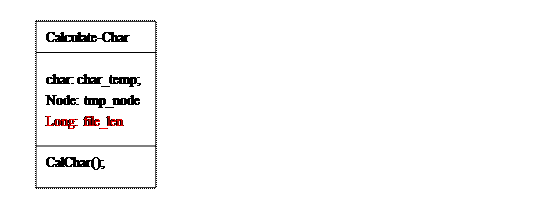 Calculate-Char
char: char_temp;
Node: tmp_node
Long: file_len
CalChar();